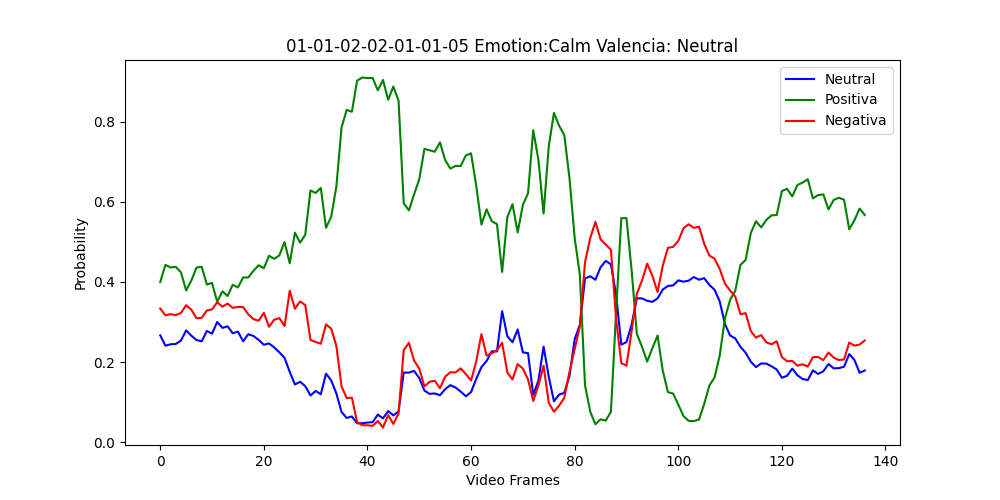 01-01-02-02-01-01-05 Emotion:Calm Valencia: Neutral
Neutral
Positiva
Negativa
Probability
0.8
0.6
0.4
0.2
0.0
0 20 40 60 80 100 120 140
Video Frames